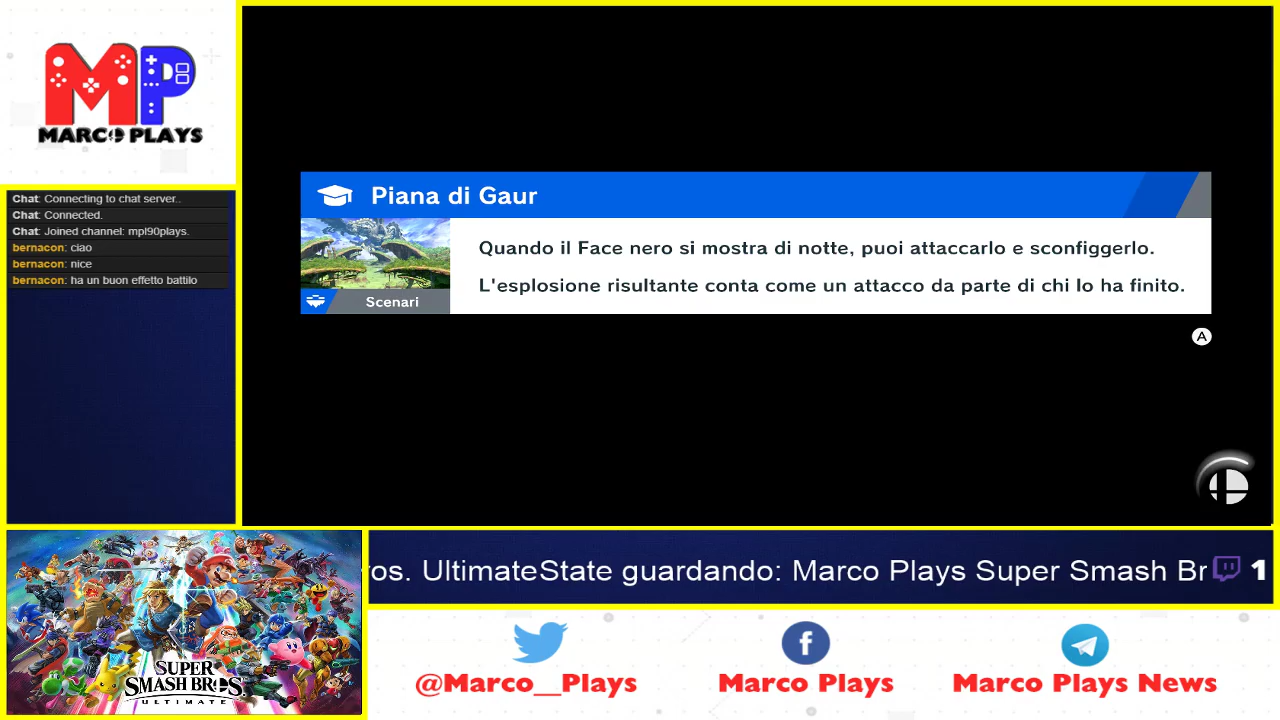 MP
MARCO PLAYS
Chat: Connecting to chat server..
Chat: Connected.
Chat: Joined channel: mpl90plays.
bernacon: ciao
bernacon: nice
bernacon: ha un buon effetto battilo
Piana di Gaur
Quando il Face nero si mostra di notte, puoi attaccarlo e sconfiggerlo.
L'esplosione risultante conta come un attacco da parte di chi lo ha finito.
Scenari
A
ros. UltimateState guardando: Marco Plays Super Smash Br
1
SUPER
SMASH BROS.
ULTIMATE
@Marco__Plays
Marco Plays
Marco Plays News